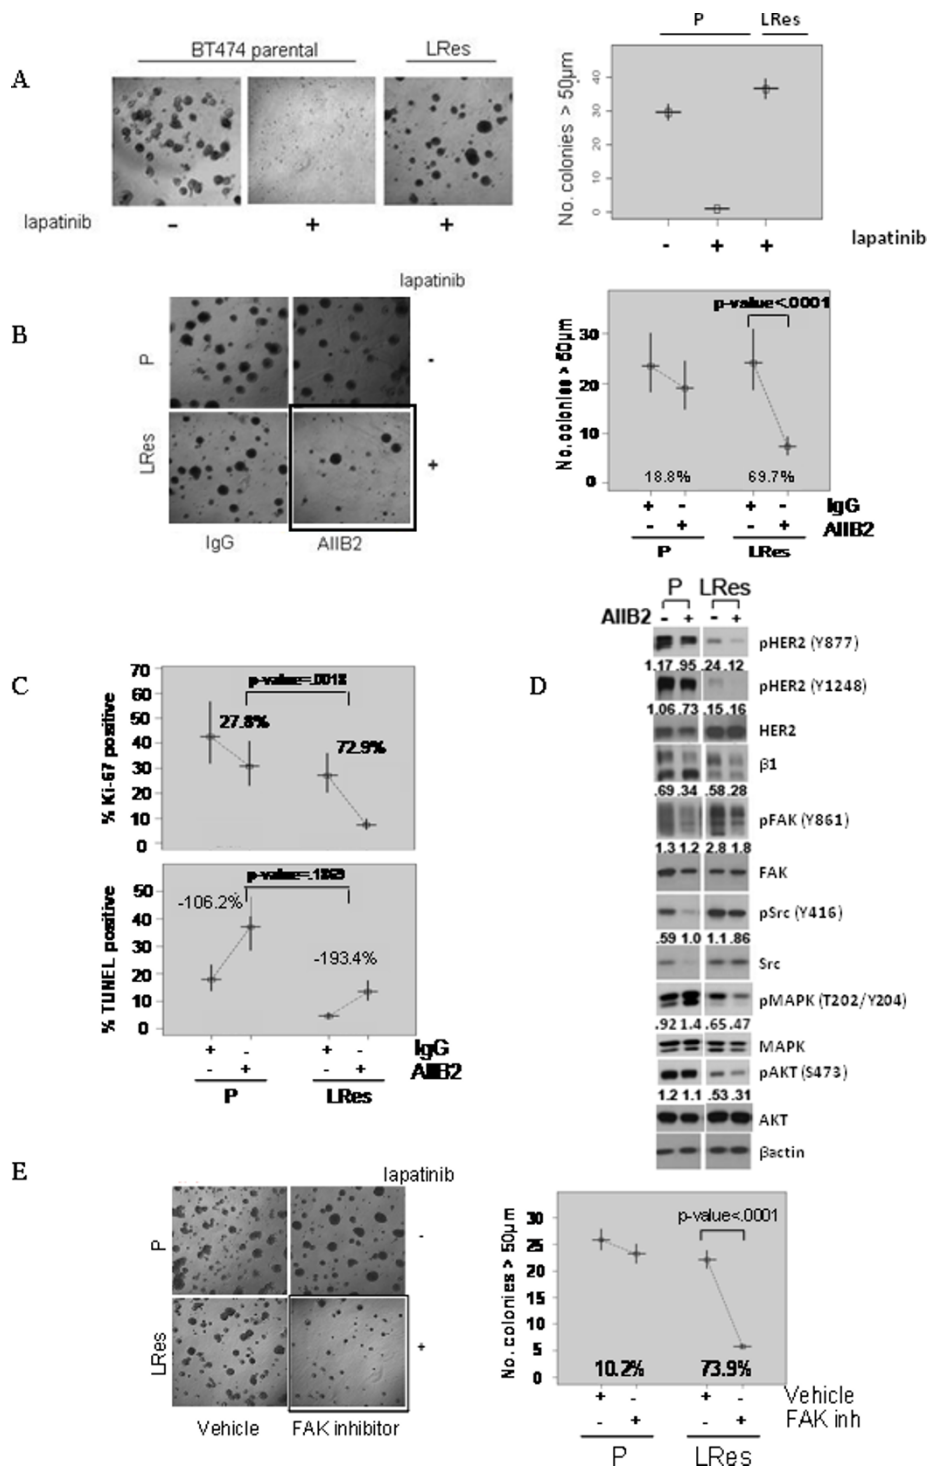 P LRes
BT474 parental LRes
A
No. colonies > 50µm
40
30
20
10
0
lapatinib - + +
- + + lapatinib
lapatinib
B
P
LRes
-
+
IgG AIIB2
p-value<.0001
No. colonies > 50µm
30
20
10
0
18.8% 69.7%
+ - + - IgG
- + - + AIIB2
P LRes
C
% Ki-67 positive
70
60
50
40
30
20
10
0
p-value=.0018
27.8%
72.9%
% TUNEL positive
50
40
30
20
10
0
-106.2%
-193.4%
+ - + - IgG
- + - + AIIB2
P LRes
D
P LRes
AIIB2 - + - +
pHER2 (Y877)
1.17 .95 .24 .12
pHER2 (Y1248)
1.06 .73 .15 .16
HER2
β1
.69 .34 .58 .28
pFAK (Y861)
1.3 1.2 2.8 1.8
FAK
pSrc (Y416)
.59 1.0 1.1 .86
Src
pMAPK (T202/Y204)
.92 1.4 .65 .47
MAPK
pAKT (S473)
1.2 1.1 .53 .31
AKT
βactin
E
lapatinib
P
LRes
-
+
Vehicle FAK inhibitor
No. colonies > 50µm
30
25
20
15
10
5
0
p-value<.0001
10.2% 73.9%
+ - + - Vehicle
- + - + FAK inh
P LRes